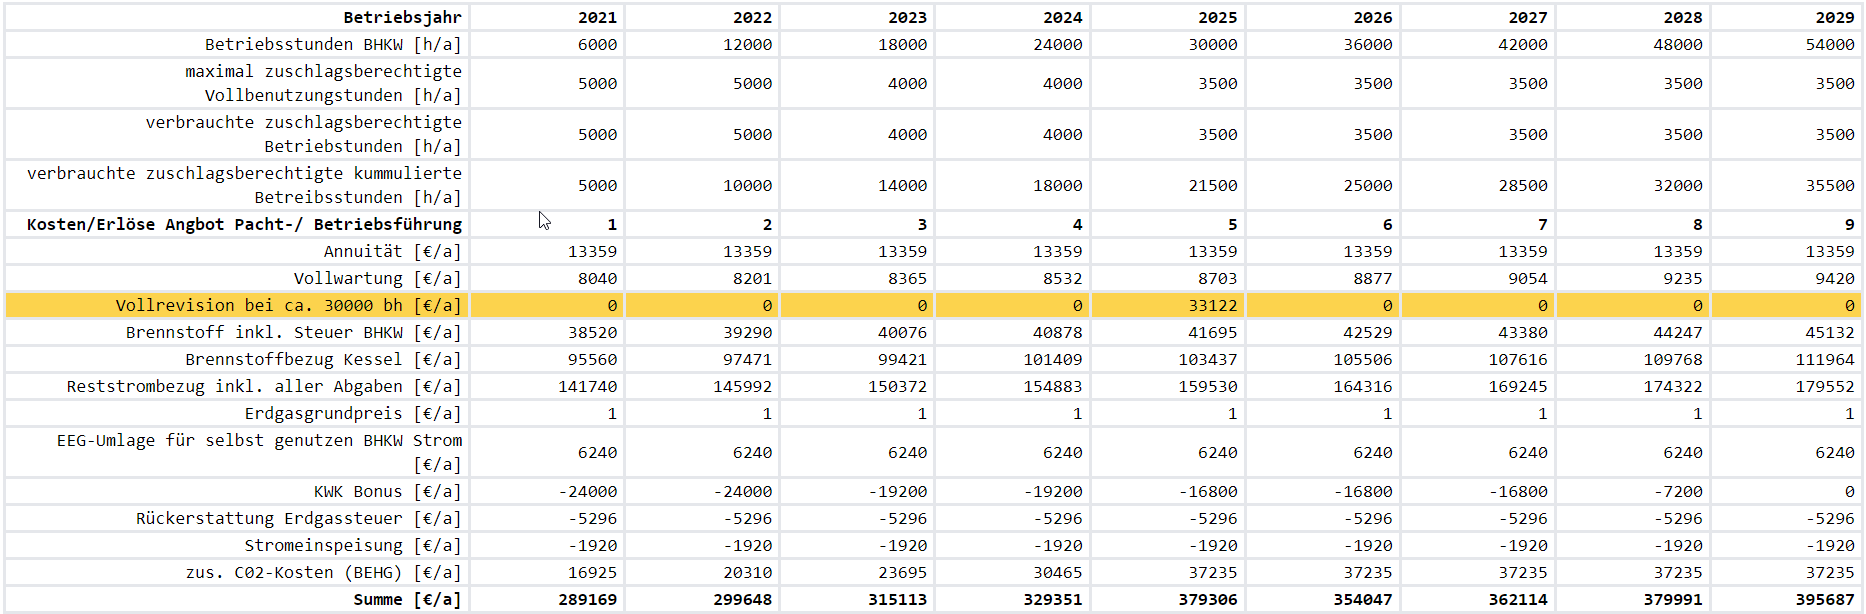 Betriebsjahr 2021 2022 2023 2024 2025 2026 2027 2028 2029
Betriebsstunden BHKW [h/a] 6000 12000 18000 24000 30000 36000 42000 48000 54000
maximal zuschlagsberechtigte
Vollbenutzungstunden [h/a] 5000 5000 4000 4000 3500 3500 3500 3500 3500
verbrauchte zuschlagsberechtigte
Betriebstunden [h/a] 5000 5000 4000 4000 3500 3500 3500 3500 3500
verbrauchte zuschlagsberechtigte kummulierte
Betreibsstunden [h/a] 5000 10000 14000 18000 21500 25000 28500 32000 35500
Kosten/Erlöse Angbot Pacht-/ Betriebsführung 1 2 3 4 5 6 7 8 9
Annuität [€/a] 13359 13359 13359 13359 13359 13359 13359 13359 13359
Vollwartung [€/a] 8040 8201 8365 8532 8703 8877 9054 9235 9420
Vollrevision bei ca. 30000 bh [€/a] 0 0 0 0 33122 0 0 0 0
Brennstoff inkl. Steuer BHKW [€/a] 38520 39290 40076 40878 41695 42529 43380 44247 45132
Brennstoffbezug Kessel [€/a] 95560 97471 99421 101409 103437 105506 107616 109768 111964
Reststrombezug inkl. aller Abgaben [€/a] 141740 145992 150372 154883 159530 164316 169245 174322 179552
Erdgasgrundpreis [€/a] 1 1 1 1 1 1 1 1 1
EEG-Umlage für selbst genutzen BHKW Strom
[€/a] 6240 6240 6240 6240 6240 6240 6240 6240 6240
KWK Bonus [€/a] -24000 -24000 -19200 -19200 -16800 -16800 -16800 -7200 0
Rückerstattung Erdgassteuer [€/a] -5296 -5296 -5296 -5296 -5296 -5296 -5296 -5296 -5296
Stromeinspeisung [€/a] -1920 -1920 -1920 -1920 -1920 -1920 -1920 -1920 -1920
zus. C02-Kosten (BEHG) [€/a] 16925 20310 23695 30465 37235 37235 37235 37235 37235
Summe [€/a] 289169 299648 315113 329351 379306 354047 362114 379991 395687